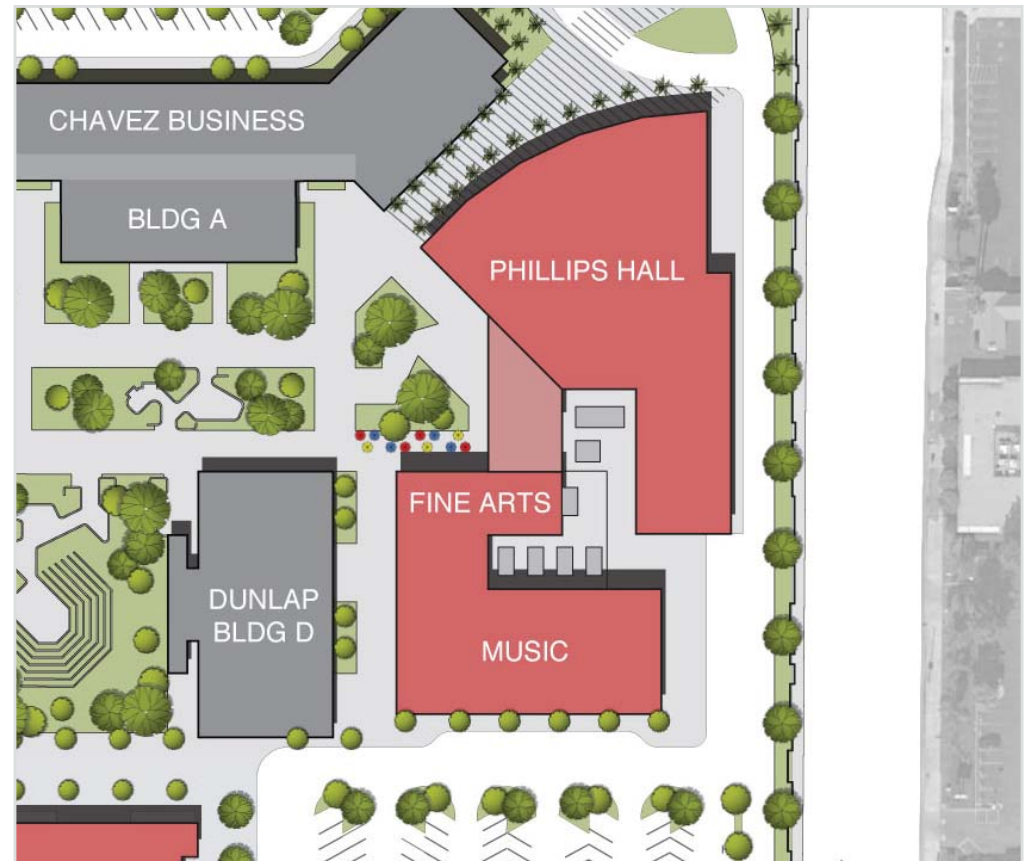 CHAVEZ BUSINESS
BLDG A
PHILLIPS HALL
FINE ARTS
DUNLAP
BLDG D
MUSIC